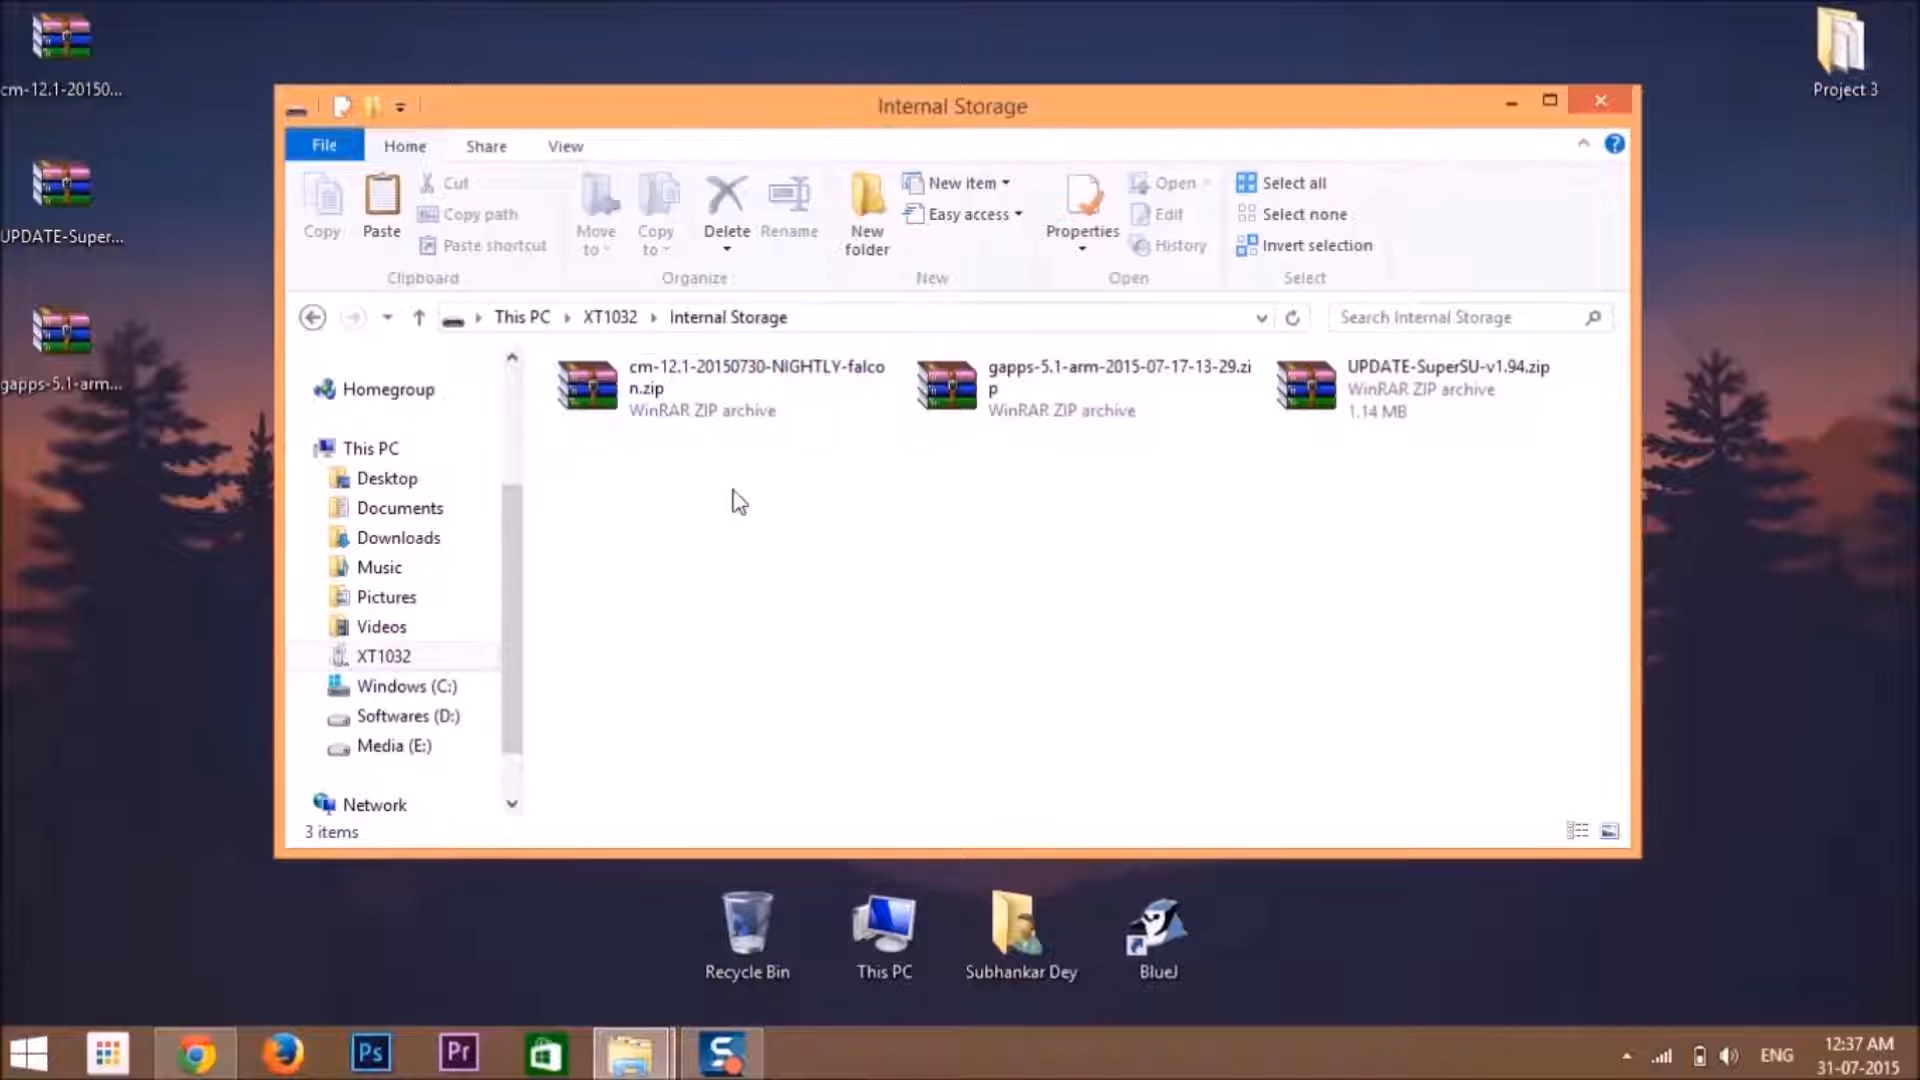 cm-12.1-20150...
UPDATE-Super...
gapps-5.1-arm...
Project 3
Internal Storage
File
Home
Share
View
Copy
Paste
Cut
Copy path
Paste shortcut
Clipboard
Move
to
Copy
to
Delete
Rename
Organize
New
folder
New item
Easy access
New
Properties
Open
Edit
History
Open
Select all
Select none
Invert selection
Select
This PC
XT1032
Internal Storage
Search Internal Storage
Homegroup
This PC
Desktop
Documents
Downloads
Music
Pictures
Videos
XT1032
Windows (C:)
Softwares (D:)
Media (E:)
Network
3 items
cm-12.1-20150730-NIGHTLY-falco
n.zip
WinRAR ZIP archive
gapps-5.1-arm-2015-07-17-13-29.zi
p
WinRAR ZIP archive
UPDATE-SuperSU-v1.94.zip
WinRAR ZIP archive
1.14 MB
Recycle Bin
This PC
Subhankar Dey
BlueJ
Ps
Pr
S
ENG
12:37 AM
31-07-2015